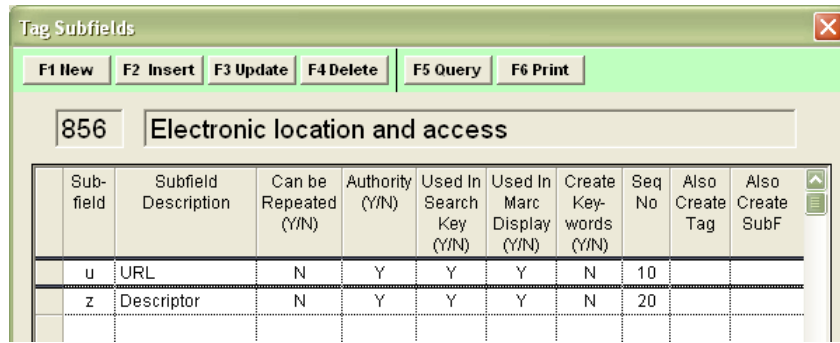 Tag Subfields
F1 New F2 Insert F3 Update F4 Delete F5 Query F6 Print
856 Electronic location and access
Sub- Subfield Can be Authority Used In Used In Create Seq Also Also
field Description Repeated (Y/N) Search Marc Key- No Create Create
(Y/N) Key Display words Tag SubF
(Y/N) (Y/N) (Y/N)
u URL N Y Y Y N 10
z Descriptor N Y Y Y N 20